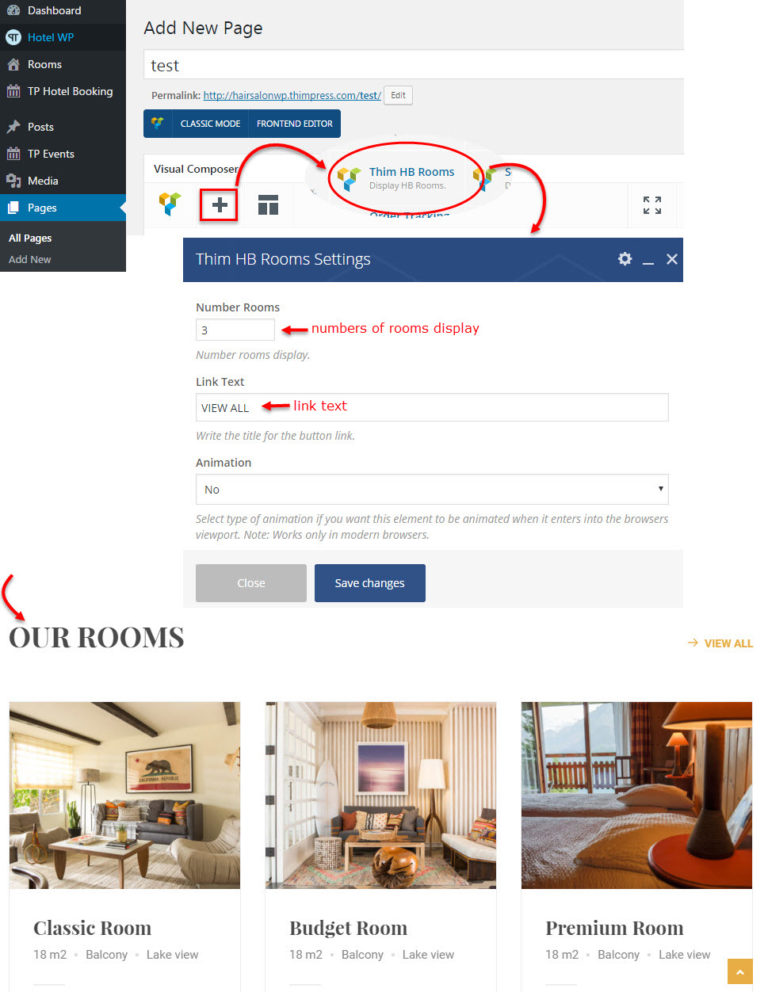 Dashboard
Hotel WP
Rooms
TP Hotel Booking
Posts
TP Events
Media
Pages
All Pages
Add New
Add New Page
test
Permalink: http://hairsalonwp.thimpress.com/test/ Edit
CLASSIC MODE FRONTEND EDITOR
Visual Composer
Thim HB Rooms
Display HB Rooms.
Order Tracking
Thim HB Rooms Settings
Number Rooms
3
numbers of rooms display
Number rooms display.
Link Text
VIEW ALL
link text
Write the title for the button link.
Animation
No
Select type of animation if you want this element to be animated when it enters into the browsers
viewport. Note: Works only in modern browsers.
Close Save changes
OUR ROOMS
VIEW ALL
CALIFORNIA REPUBLIC
Classic Room
18 m2 • Balcony • Lake view
Budget Room
18 m2 • Balcony • Lake view
Premium Room
18 m2 • Balcony • Lake view